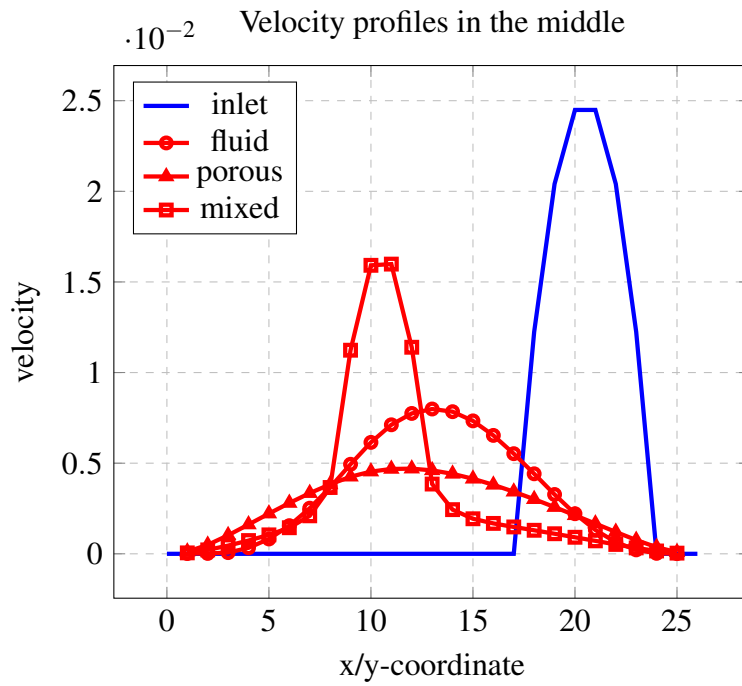 Velocity profiles in the middle
·10⁻²
inlet
fluid
porous
mixed
2.5
2
1.5
1
0.5
0
velocity
0 5 10 15 20 25
x/y-coordinate